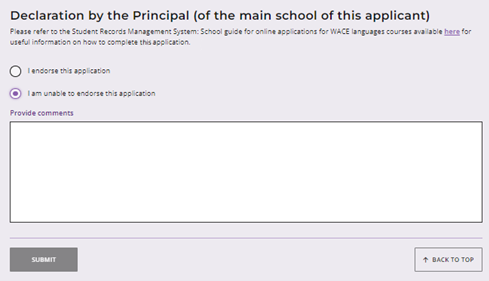 Declaration by the Principal (of the main school of this applicant)
Please refer to the Student Records Management System: School guide for online applications for WACE languages courses available here for
useful information on how to complete this application.
I endorse this application
I am unable to endorse this application
Provide comments
SUBMIT
↑ BACK TO TOP